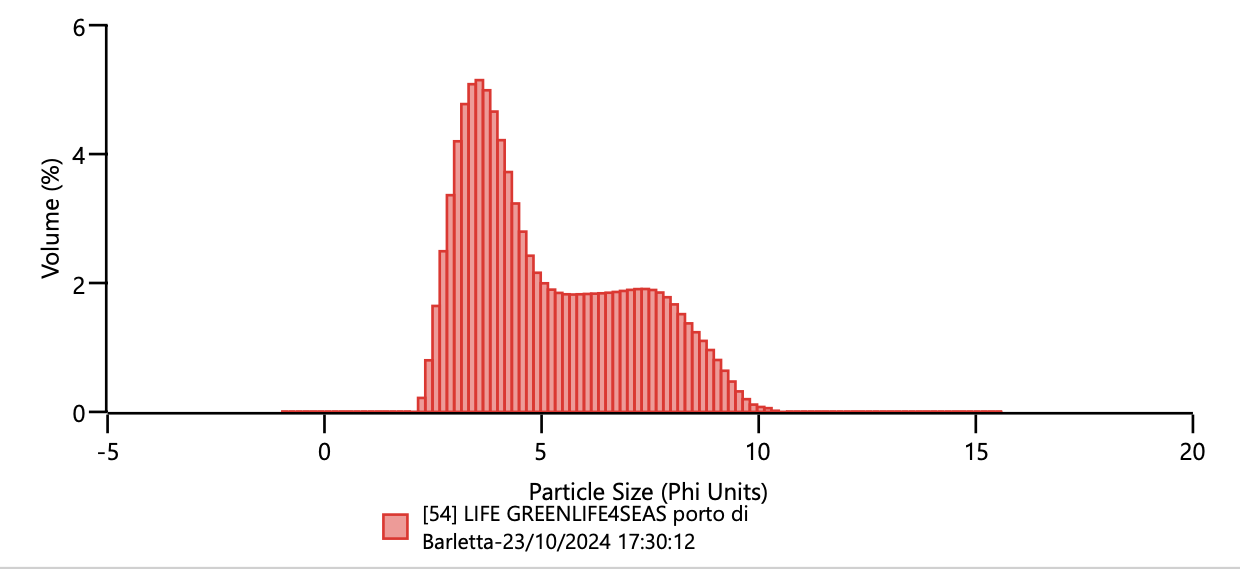 6
4
2
0
Volume (%)
-5 0 5 10 15 20
Particle Size (Phi Units)
[54] LIFE GREENLIFE4SEAS porto di
Barletta-23/10/2024 17:30:12